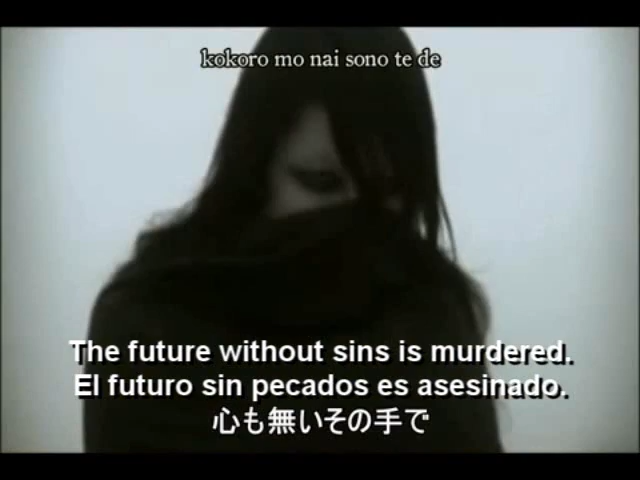 kokoro mo nai sono te de
The future without sins is murdered.
El futuro sin pecados es asesinado.
心も無いその手で